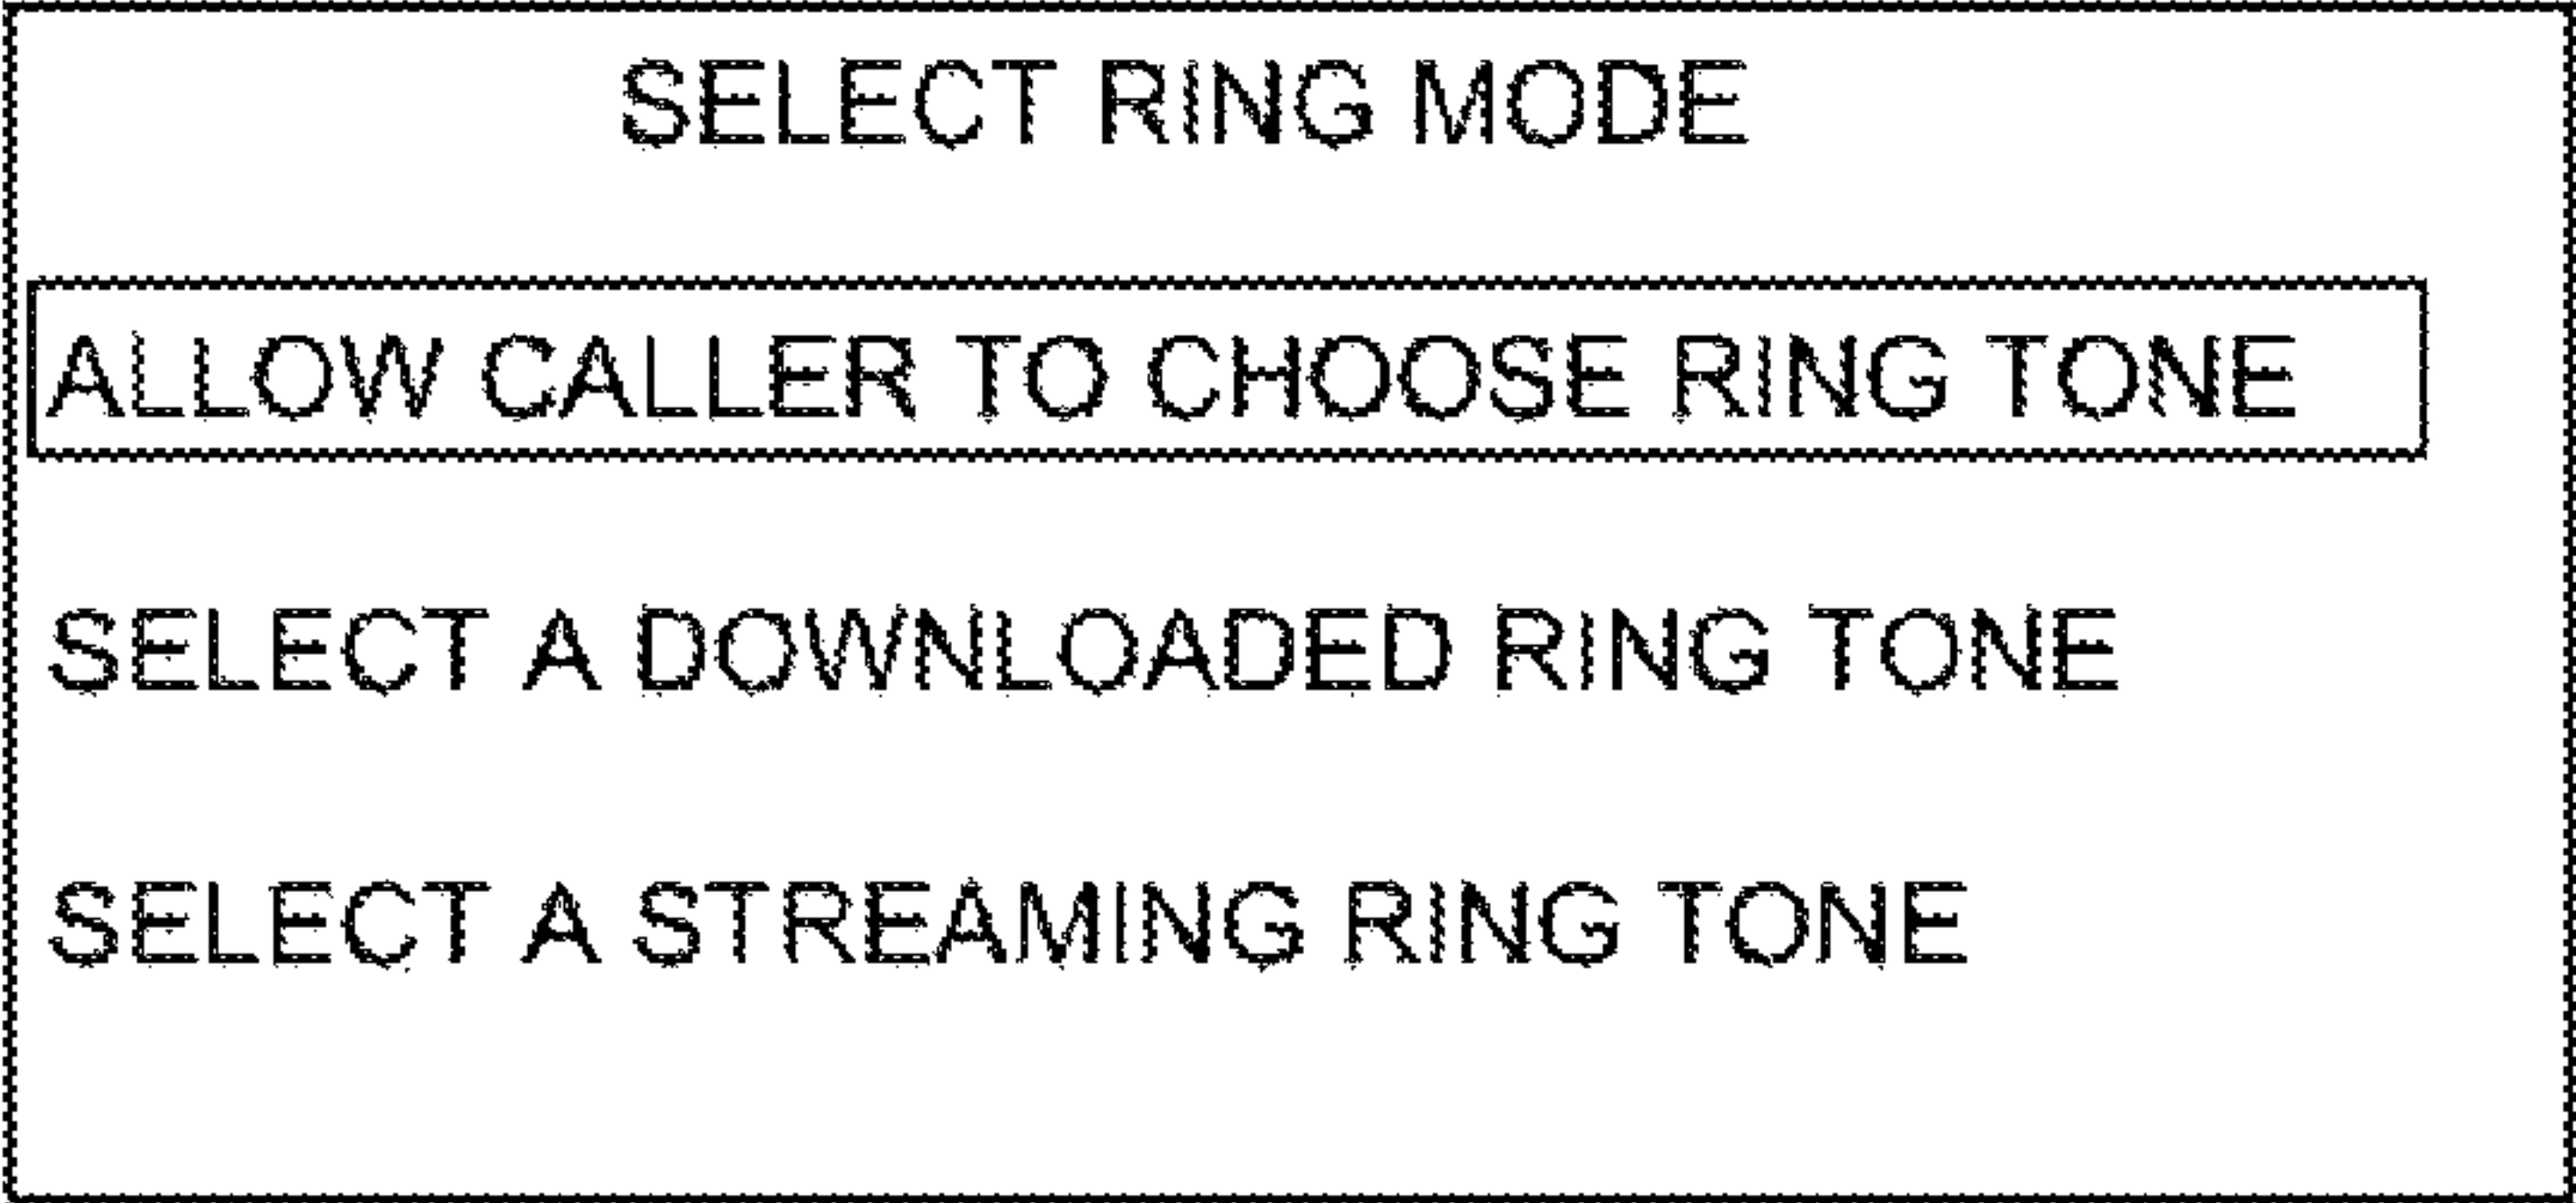 SELECT RING MODE
ALLOW CALLER TO CHOOSE RING TONE
SELECT A DOWNLOADED RING TONE
SELECT A STREAMING RING TONE